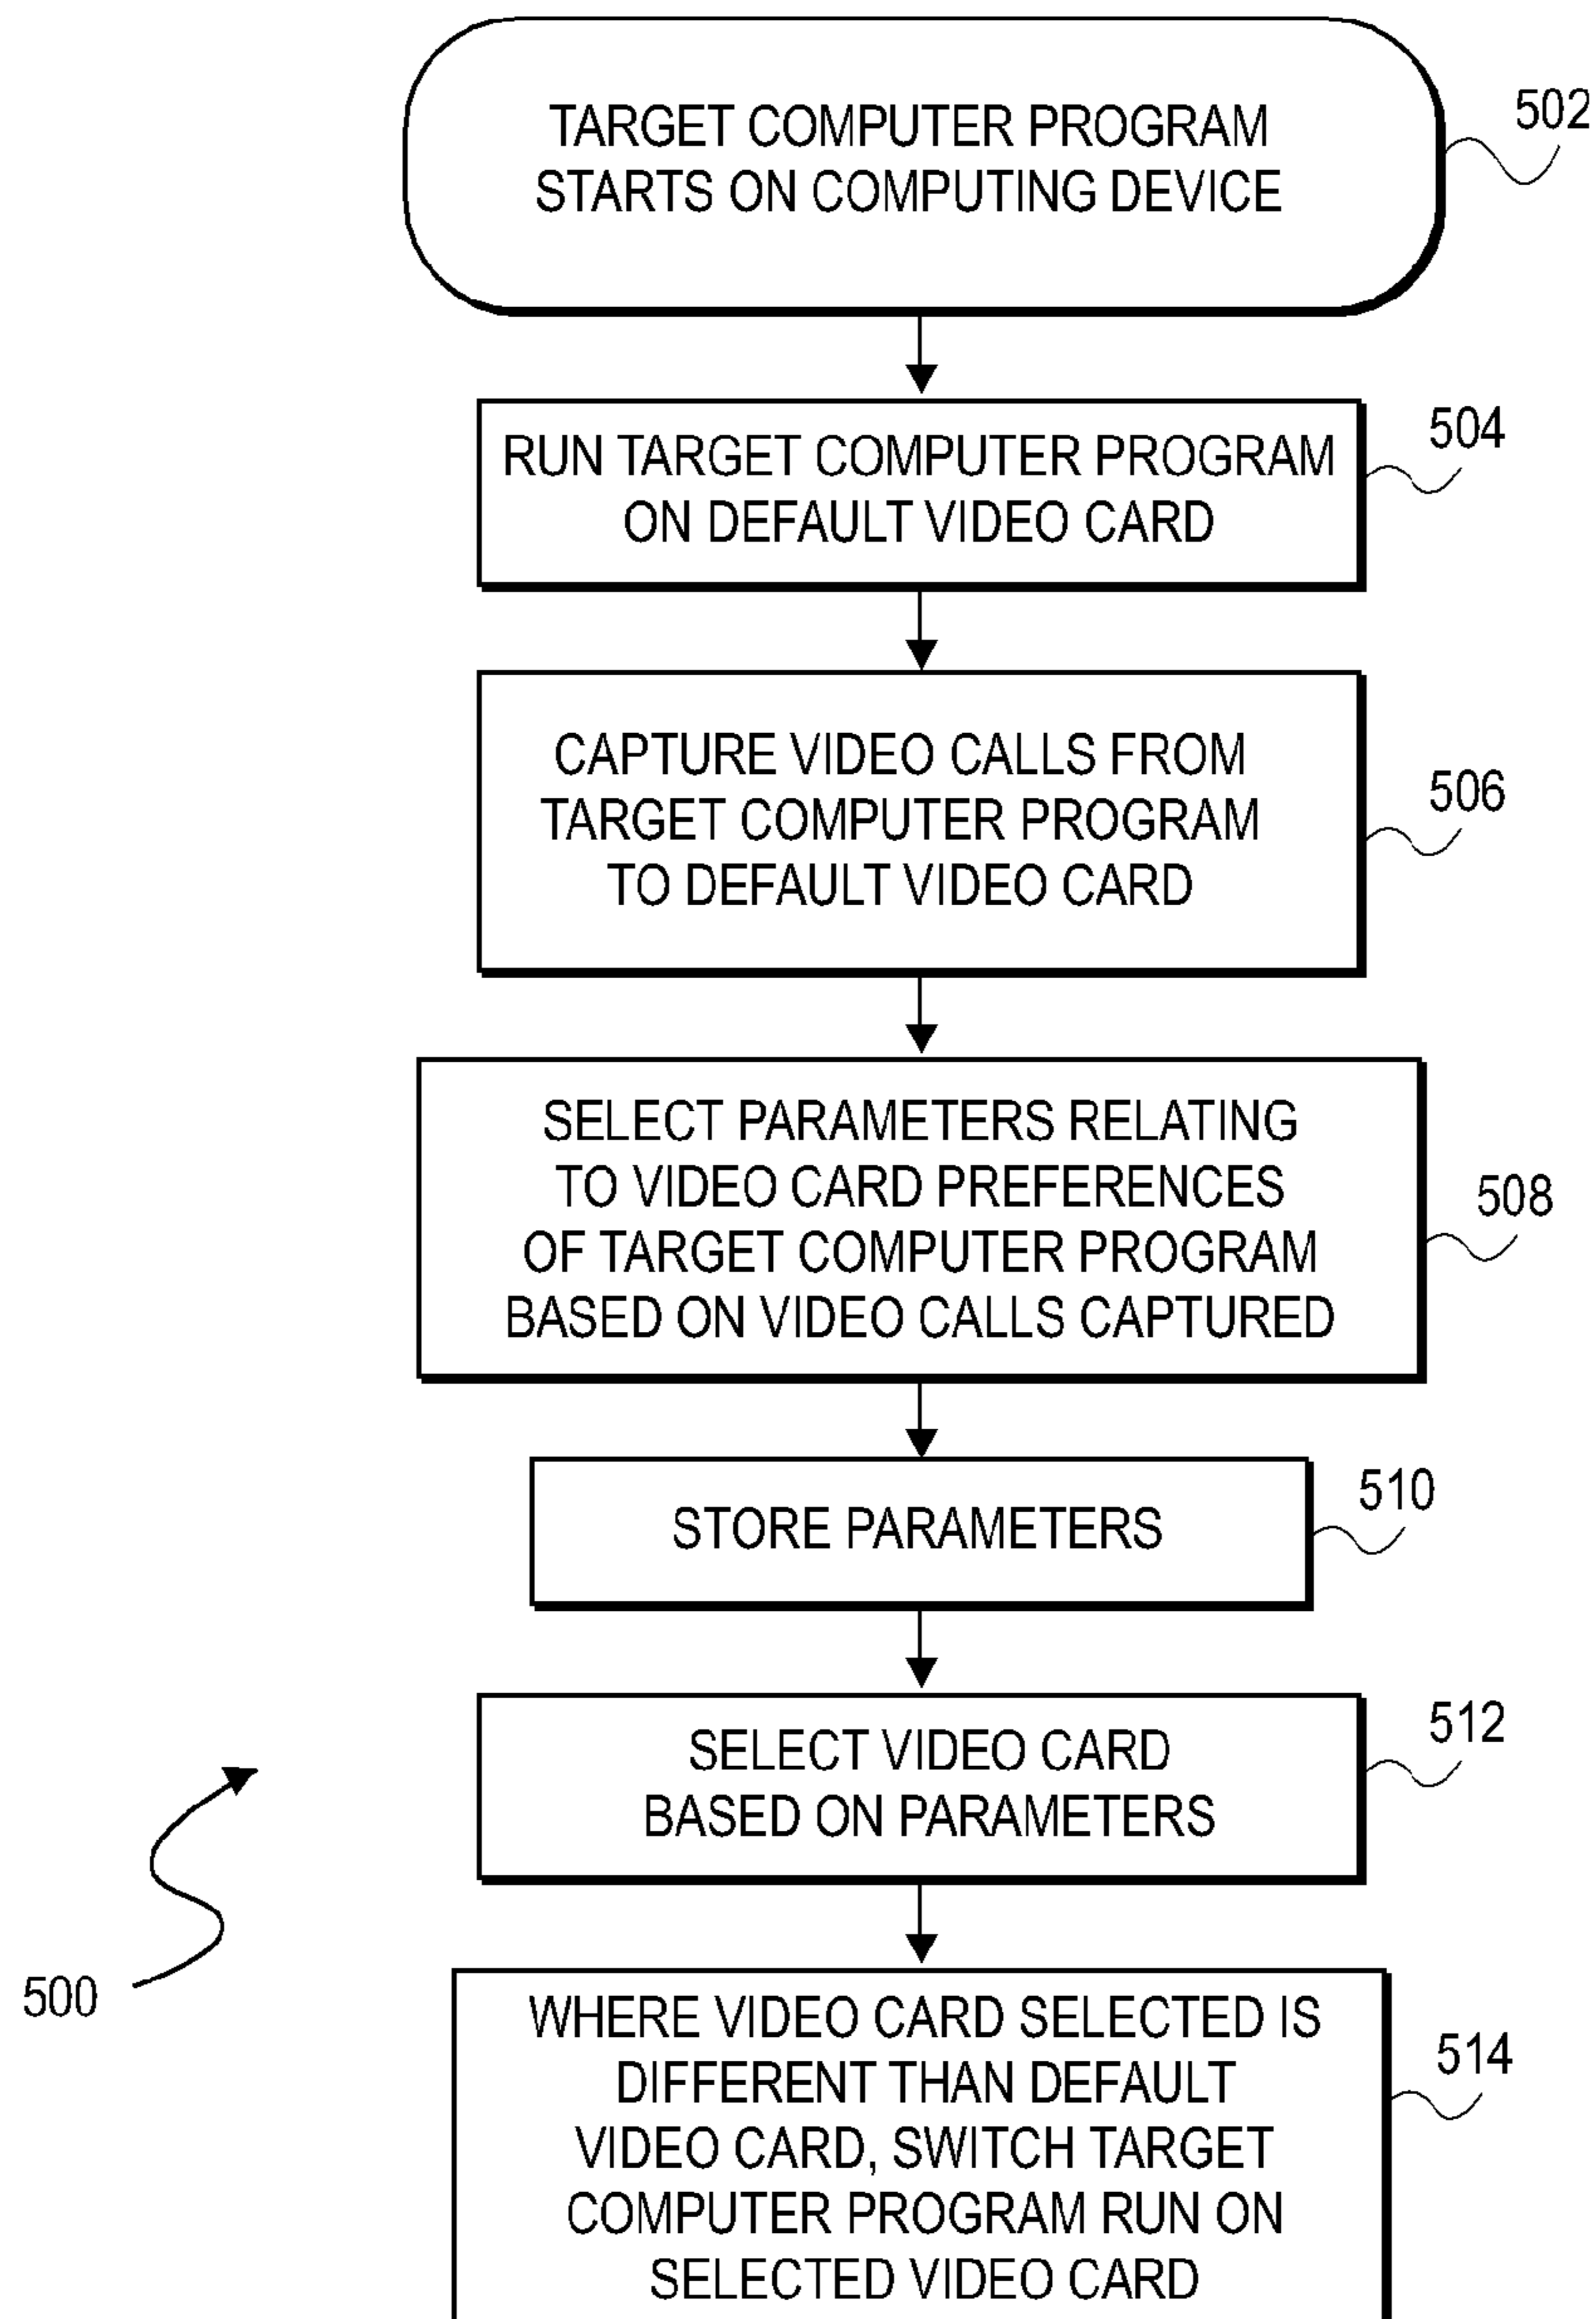 TARGET COMPUTER PROGRAM
STARTS ON COMPUTING DEVICE
502
RUN TARGET COMPUTER PROGRAM
ON DEFAULT VIDEO CARD
504
CAPTURE VIDEO CALLS FROM
TARGET COMPUTER PROGRAM
TO DEFAULT VIDEO CARD
506
SELECT PARAMETERS RELATING
TO VIDEO CARD PREFERENCES
OF TARGET COMPUTER PROGRAM
BASED ON VIDEO CALLS CAPTURED
508
STORE PARAMETERS
510
SELECT VIDEO CARD
BASED ON PARAMETERS
512
500
WHERE VIDEO CARD SELECTED IS
DIFFERENT THAN DEFAULT
VIDEO CARD, SWITCH TARGET
COMPUTER PROGRAM RUN ON
SELECTED VIDEO CARD
514